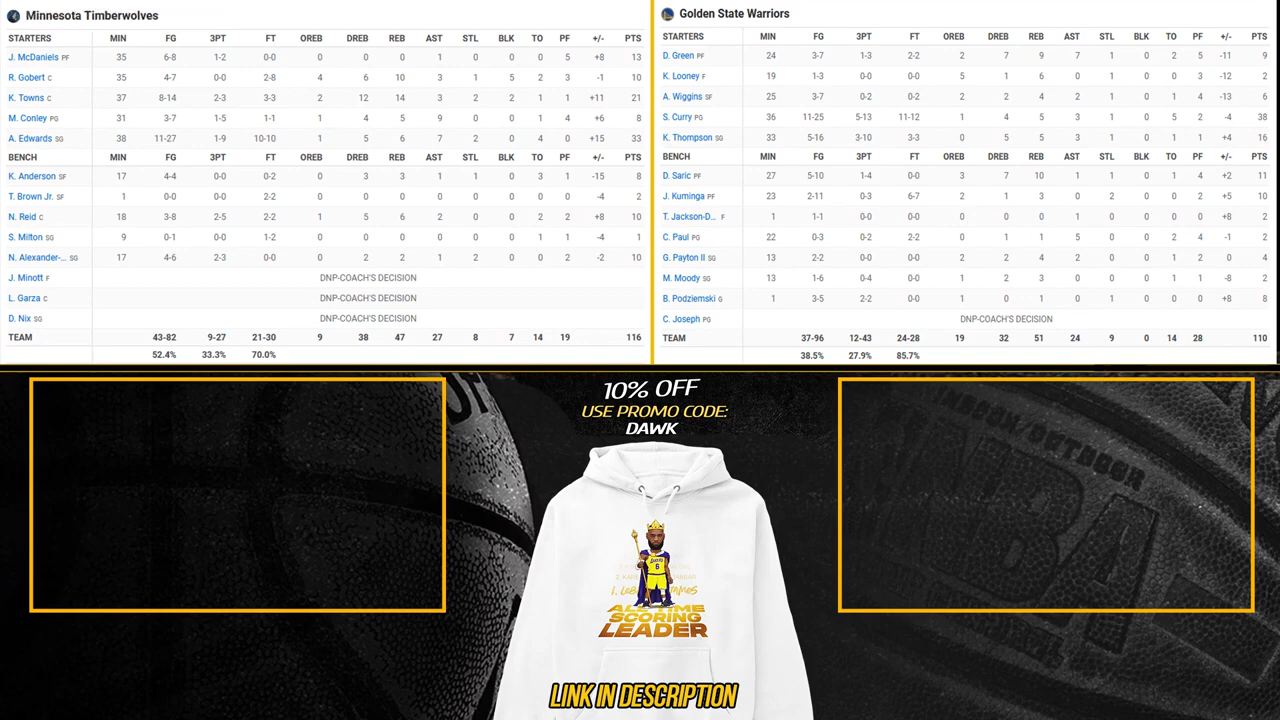 Minnesota Timberwolves
STARTERS MIN FG 3PT FT OREB DREB REB AST STL BLK TO PF +/- PTS
J. McDaniels PF 35 6-8 1-2 0-0 0 0 0 1 0 0 0 5 +8 13
R. Gobert C 35 4-7 0-0 2-8 4 6 10 3 1 5 2 3 -1 10
K. Towns C 37 8-14 2-3 3-3 2 12 14 3 2 2 1 1 +11 21
M. Conley PG 31 3-7 1-5 1-1 1 4 5 9 0 0 1 4 +6 8
A. Edwards SG 38 11-27 1-9 10-10 1 5 6 7 2 0 4 0 +15 33
BENCH MIN FG 3PT FT OREB DREB REB AST STL BLK TO PF +/- PTS
K. Anderson SF 17 4-4 0-0 0-2 0 3 3 1 1 0 3 1 -15 8
T. Brown Jr. SF 1 0-0 0-0 2-2 0 0 0 0 0 0 0 0 -4 2
N. Reid C 18 3-8 2-5 2-2 1 5 6 2 0 0 2 2 +8 10
S. Milton SG 9 0-1 0-0 1-2 0 0 0 0 0 0 1 1 -4 1
N. Alexander-... SG 17 4-6 2-3 0-0 0 2 2 1 2 0 0 2 -2 10
J. Minott F DNP-COACH'S DECISION
L. Garza C DNP-COACH'S DECISION
D. Nix SG DNP-COACH'S DECISION
TEAM 43-82 9-27 21-30 9 38 47 27 8 7 14 19 116
52.4% 33.3% 70.0%
Golden State Warriors
STARTERS MIN FG 3PT FT OREB DREB REB AST STL BLK TO PF +/- PTS
D. Green PF 24 3-7 1-3 2-2 2 7 9 7 1 0 2 5 -11 9
K. Looney F 19 1-3 0-0 0-0 5 1 6 1 0 0 0 3 -12 2
A. Wiggins SF 25 3-7 0-2 0-2 2 2 4 2 1 0 1 4 -13 6
S. Curry PG 36 11-25 5-13 11-12 1 4 5 3 1 0 5 2 -4 38
K. Thompson SG 33 5-16 3-10 3-3 0 5 5 3 1 0 1 1 +4 16
BENCH MIN FG 3PT FT OREB DREB REB AST STL BLK TO PF +/- PTS
D. Saric PF 27 5-10 1-4 0-0 3 7 10 1 1 0 1 4 +2 11
J. Kuminga PF 23 2-11 0-3 6-7 2 1 3 0 2 0 0 2 +5 10
T. Jackson-D... F 1 1-1 0-0 0-0 0 0 0 1 0 0 0 0 +8 2
C. Paul PG 22 0-3 0-2 2-2 0 1 1 5 0 0 2 4 -1 2
G. Payton II SG 13 2-2 0-0 0-0 2 2 4 2 1 0 1 2 0 4
M. Moody SG 13 1-6 0-4 0-0 1 2 3 0 1 0 1 1 -8 2
B. Podziemski G 1 3-5 2-2 0-0 1 0 1 0 1 0 0 0 +8 8
C. Joseph PG DNP-COACH'S DECISION
TEAM 37-96 12-43 24-28 19 32 51 24 9 0 14 28 110
38.5% 27.9% 85.7%
10% OFF
USE PROMO CODE:
DAWK
ALL TIME
SCORING
LEADER
LINK IN DESCRIPTION